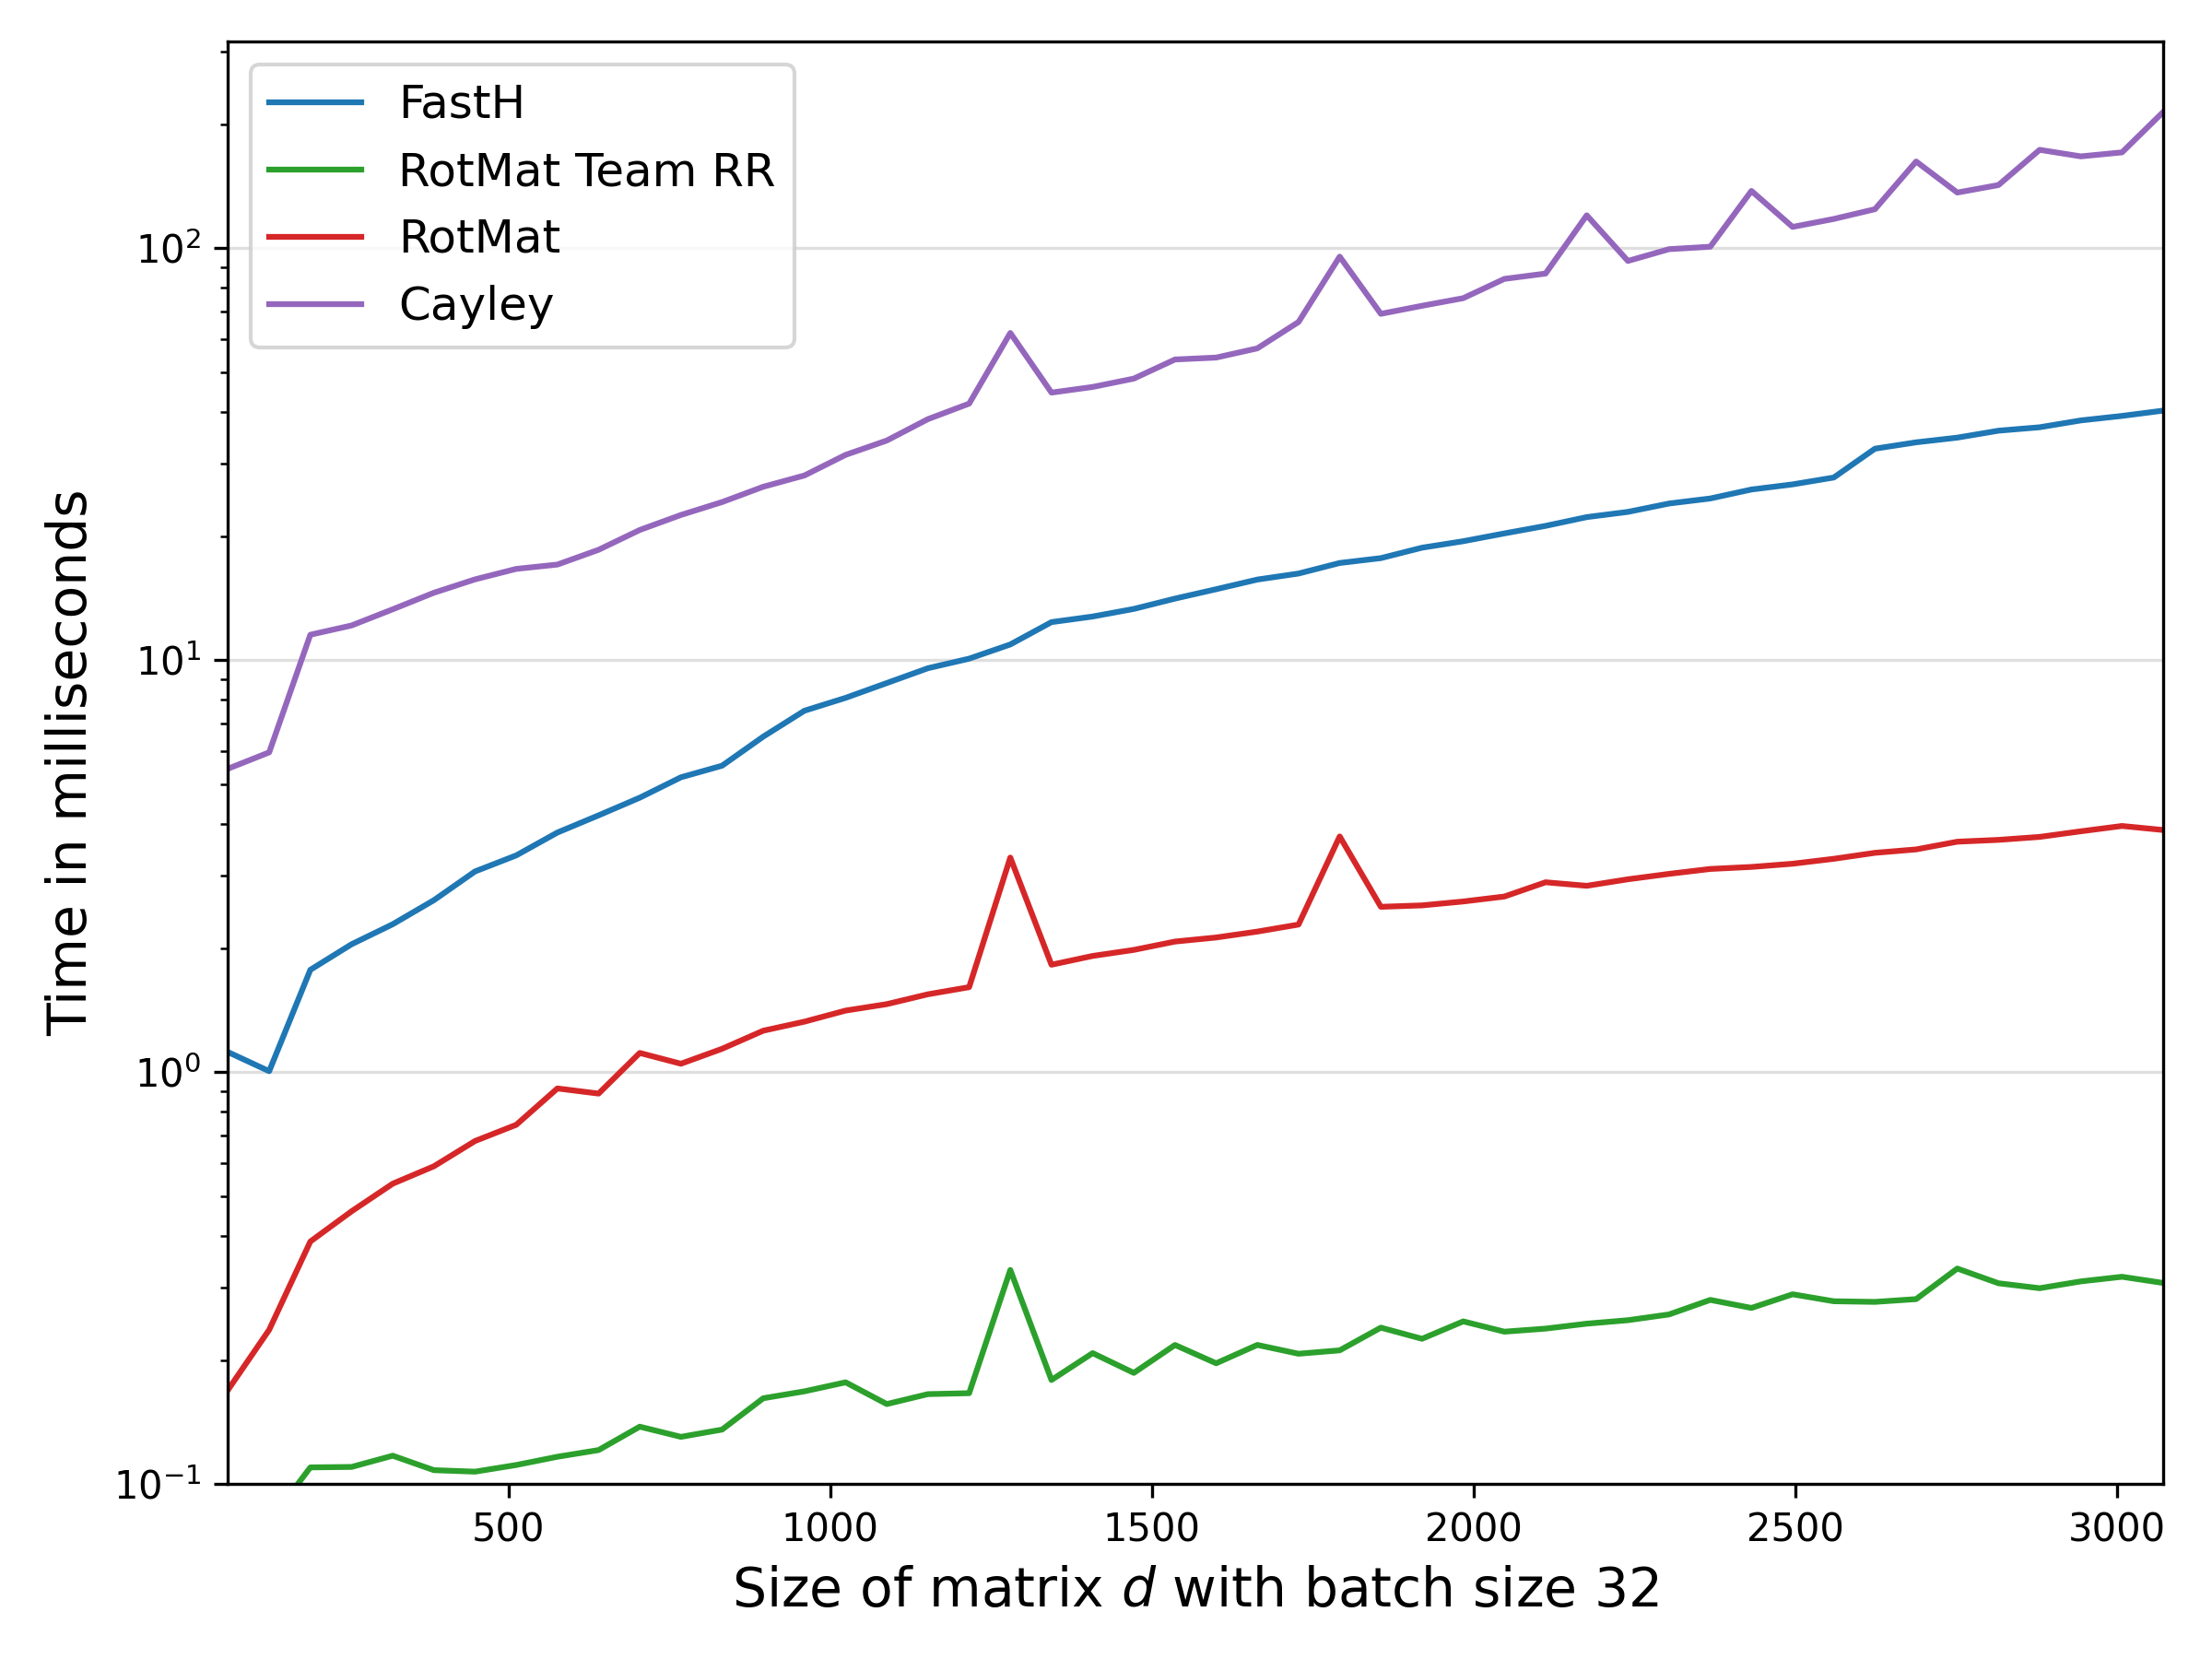 FastH
RotMat Team RR
RotMat
Cayley
Time in milliseconds
10²
10¹
10⁰
10⁻¹
500 1000 1500 2000 2500 3000
Size of matrix d with batch size 32